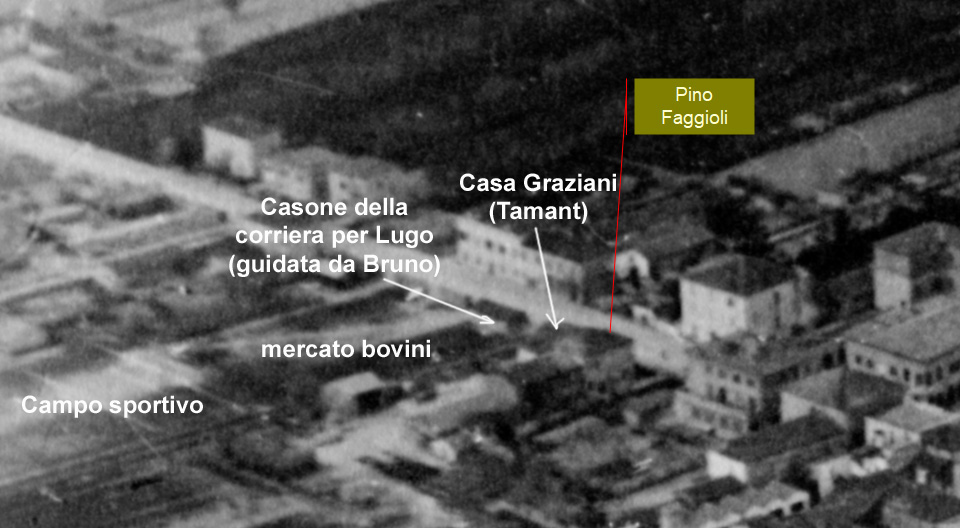 Pino
Faggioli
Casa Graziani
(Tamant)
Casone della
corriera per Lugo
(guidata da Bruno)
mercato bovini
Campo sportivo